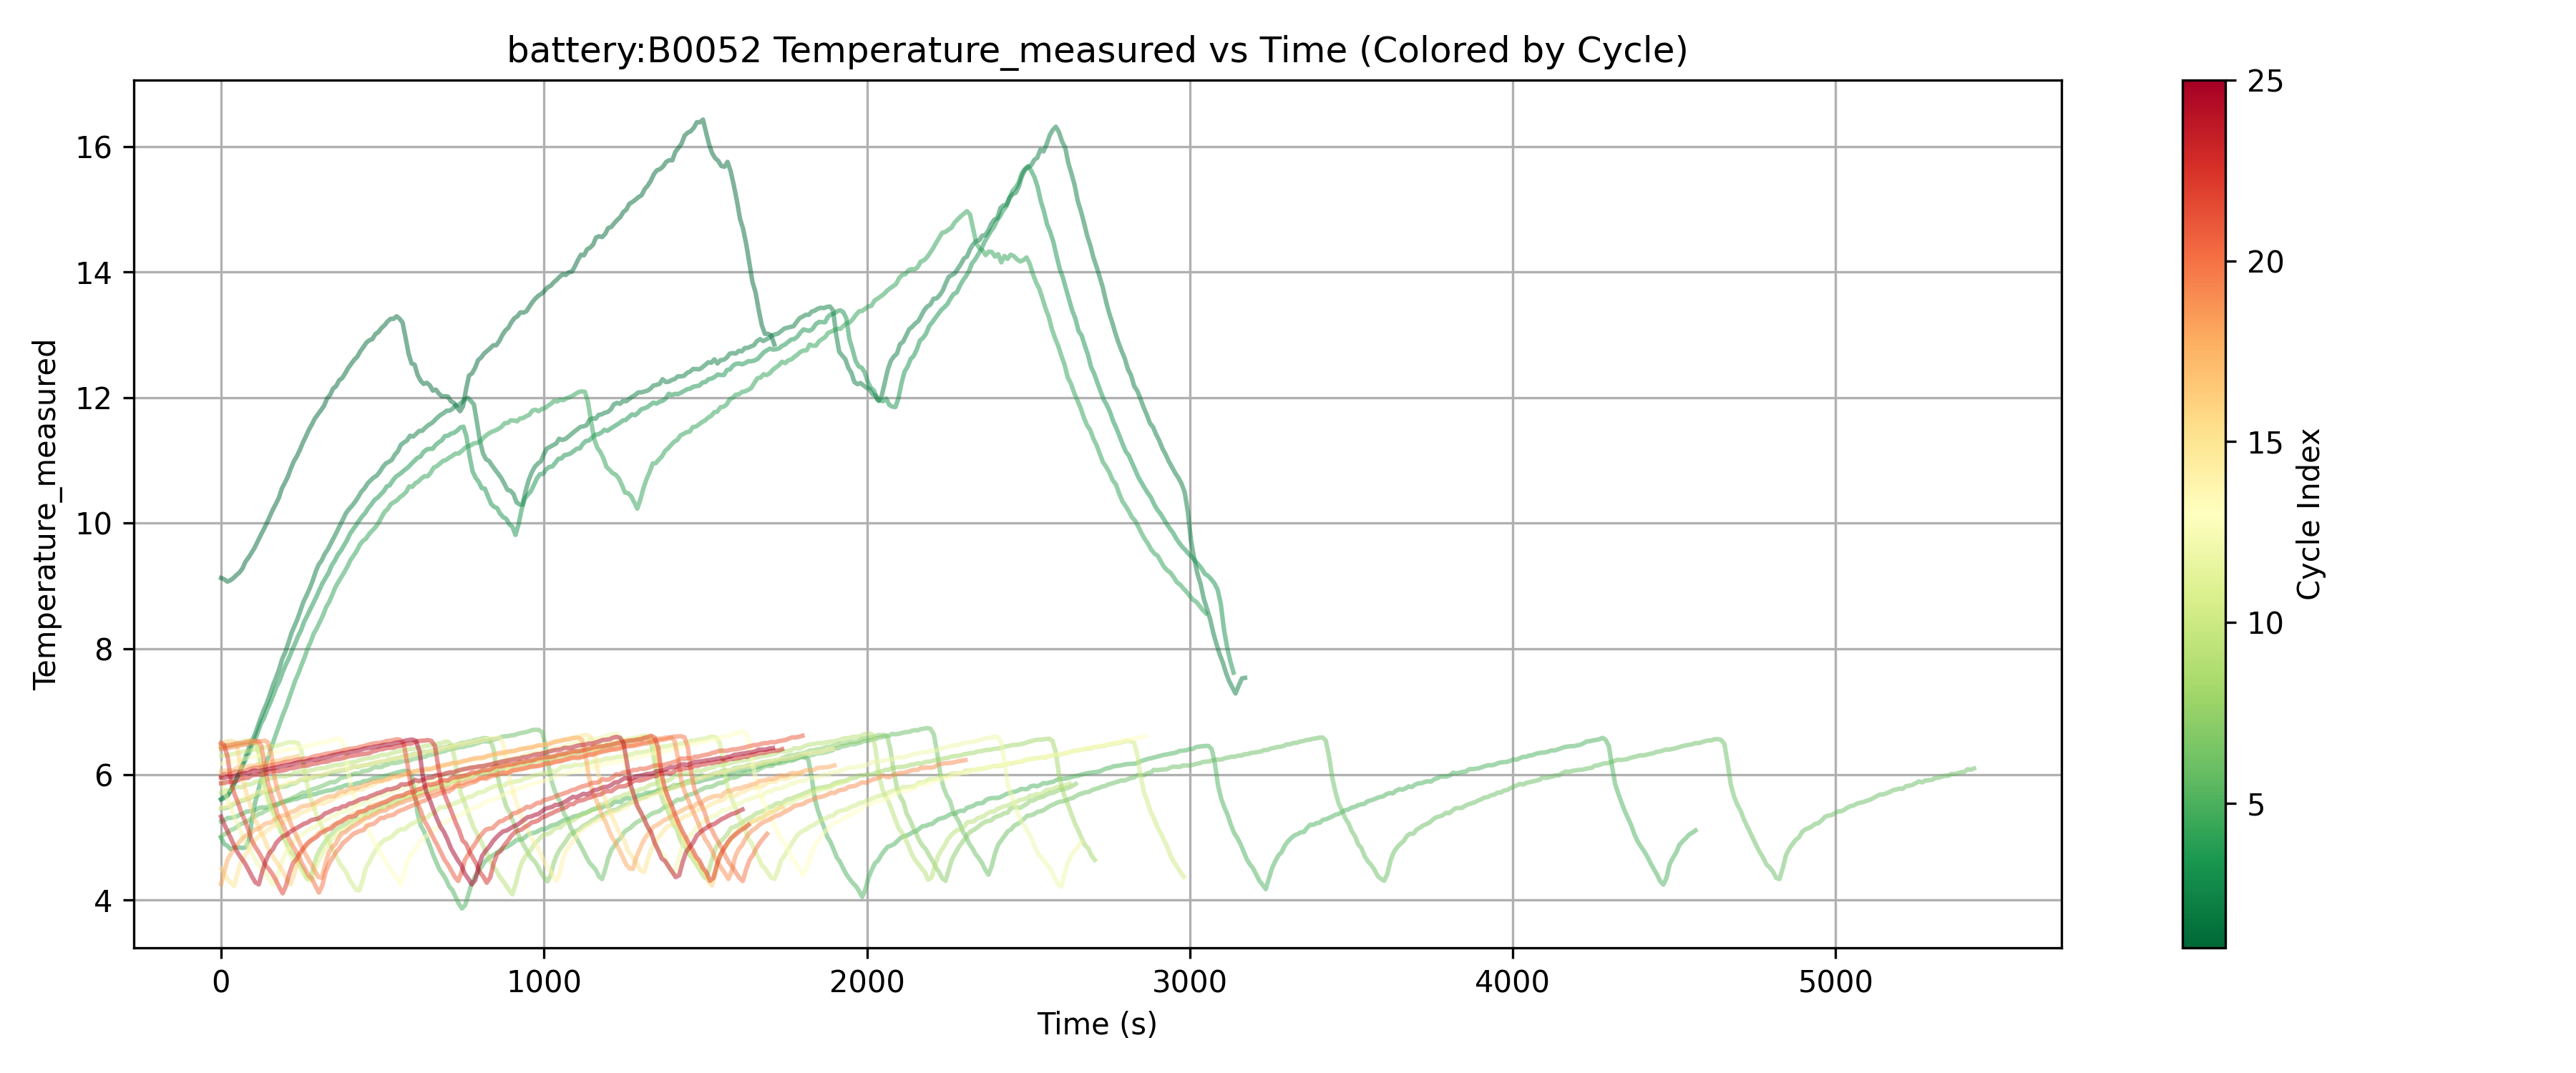 battery:B0052 Temperature_measured vs Time (Colored by Cycle)
Temperature_measured
16
14
12
10
8
6
4
0 1000 2000 3000 4000 5000
Time (s)
25
20
15
10
5
Cycle Index